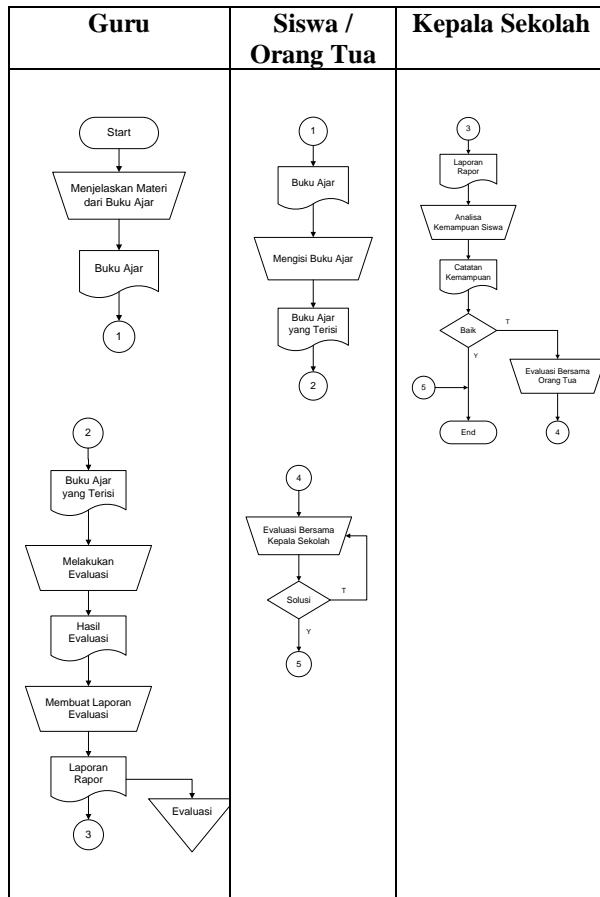 Guru
Siswa /
Orang Tua
Kepala Sekolah
Start
Menjelaskan Materi
dari Buku Ajar
Buku Ajar
1
2
Buku Ajar
yang Terisi
Melakukan
Evaluasi
Hasil
Evaluasi
Membuat Laporan
Evaluasi
Laporan
Rapor
Evaluasi
3
1
Buku Ajar
Mengisi Buku Ajar
Buku Ajar
yang Terisi
2
4
Evaluasi Bersama
Kepala Sekolah
Solusi
T
Y
5
3
Laporan
Rapor
Analisa
Kemampuan Siswa
Catatan
Kemampuan
Baik
T
Y
Evaluasi Bersama
Orang Tua
5
End
4